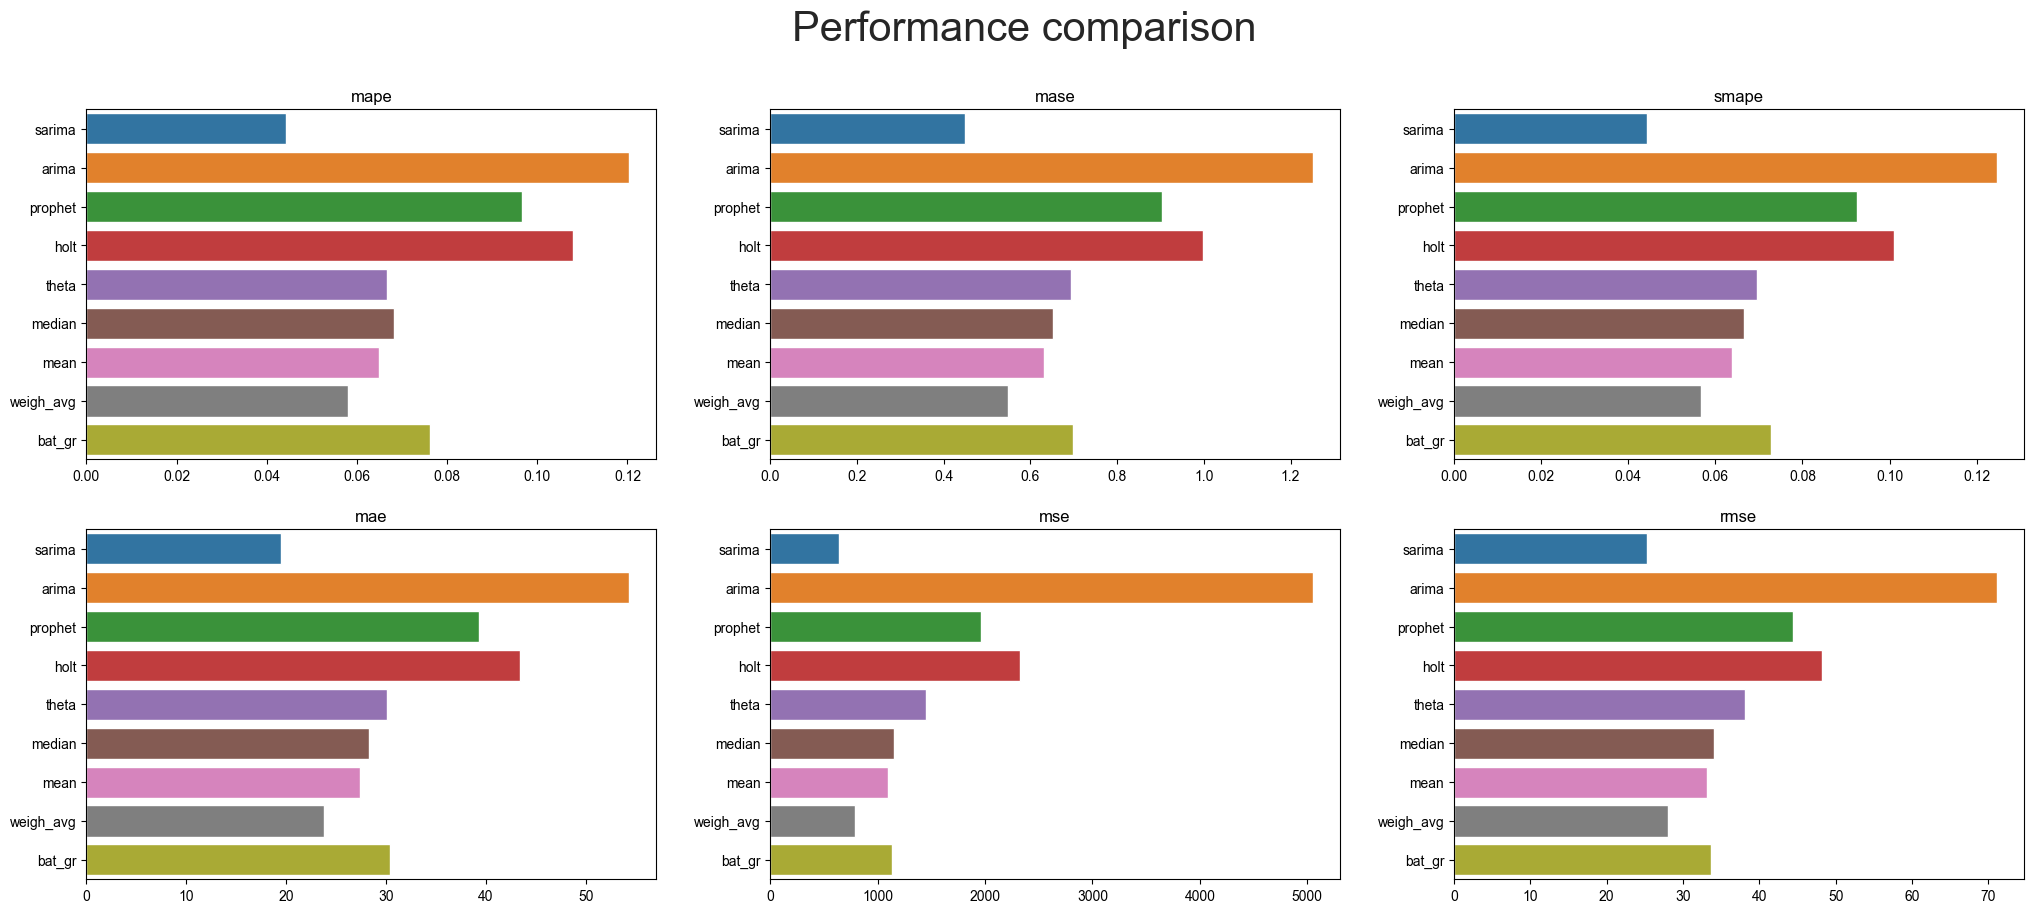 Performance comparison
mape
sarima
arima
prophet
holt
theta
median
mean
weigh_avg
bat_gr
0.00 0.02 0.04 0.06 0.08 0.10 0.12
mase
sarima
arima
prophet
holt
theta
median
mean
weigh_avg
bat_gr
0.0 0.2 0.4 0.6 0.8 1.0 1.2
smape
sarima
arima
prophet
holt
theta
median
mean
weigh_avg
bat_gr
0.00 0.02 0.04 0.06 0.08 0.10 0.12
mae
sarima
arima
prophet
holt
theta
median
mean
weigh_avg
bat_gr
0 10 20 30 40 50
mse
sarima
arima
prophet
holt
theta
median
mean
weigh_avg
bat_gr
0 1000 2000 3000 4000 5000
rmse
sarima
arima
prophet
holt
theta
median
mean
weigh_avg
bat_gr
0 10 20 30 40 50 60 70